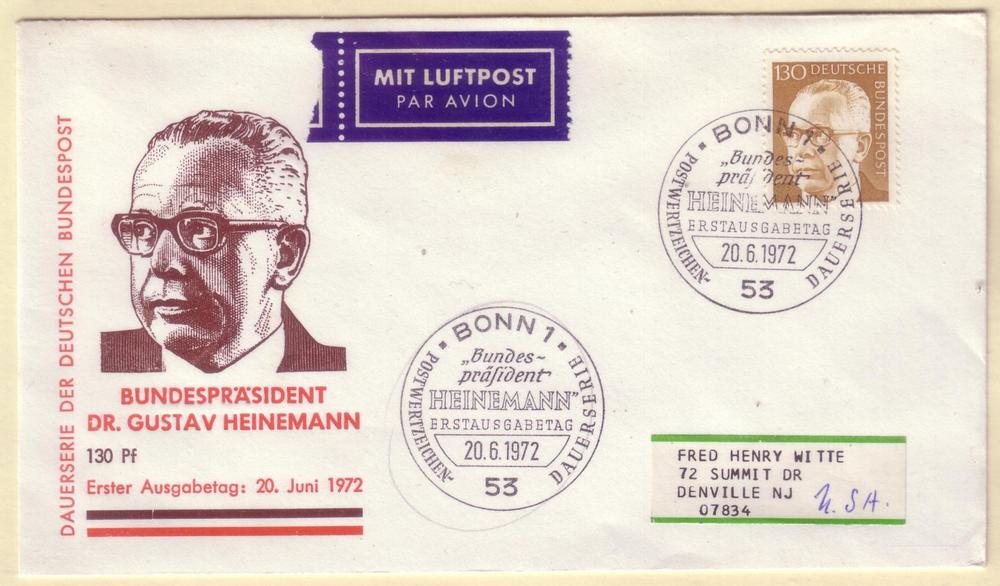 MIT LUFTPOST
PAR AVION
130 DEUTSCHE
BUNDESPOST
BONN 1
„Bundes-
präsident
HEINEMANN"
ERSTAUSGABETAG
20.6.1972
53
POSTWERTZEICHEN-
DAUERSERIE
DAUERSERIE DER DEUTSCHEN BUNDESPOST
BUNDESPRÄSIDENT
DR. GUSTAV HEINEMANN
130 Pf
Erster Ausgabetag: 20. Juni 1972
BONN 1
„Bundes-
präſident
HEINEMANN"
ERSTAUSGABETAG
20.6.1972
53
POSTWERTZEICHEN-
DAUERSERIE
FRED HENRY WITTE
72 SUMMIT DR
DENVILLE NJ
07834 U.S.A.